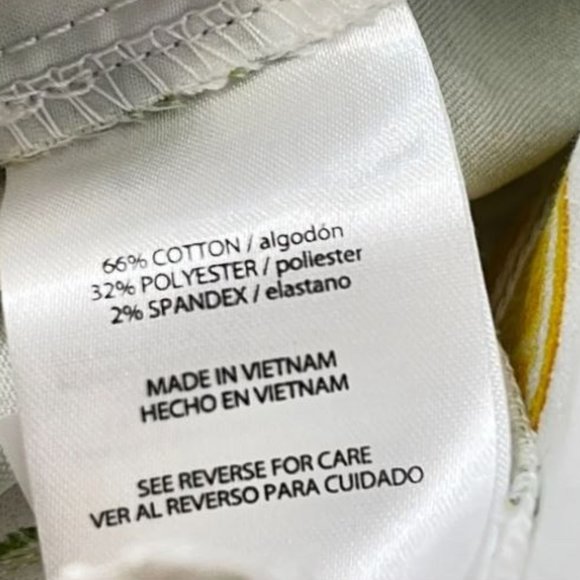 66% COTTON / algodón
32% POLYESTER / poliester
2% SPANDEX / elastano
MADE IN VIETNAM
HECHO EN VIETNAM
SEE REVERSE FOR CARE
VER AL REVERSO PARA CUIDADO